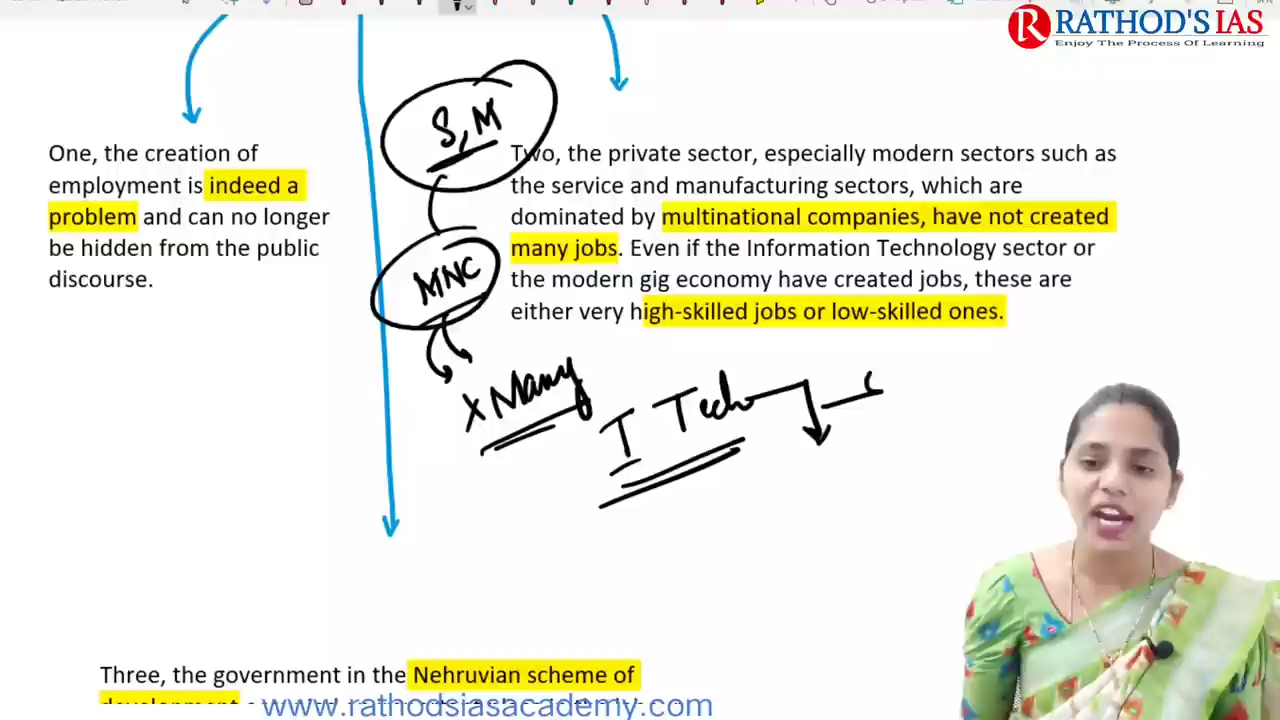 RATHOD'S IAS
Enjoy The Process Of Learning
One, the creation of
employment is indeed a
problem and can no longer
be hidden from the public
discourse.
S, M
MNC
x Many
Two, the private sector, especially modern sectors such as
the service and manufacturing sectors, which are
dominated by multinational companies, have not created
many jobs. Even if the Information Technology sector or
the modern gig economy have created jobs, these are
either very high-skilled jobs or low-skilled ones.
I Tech
Three, the government in the Nehruvian scheme of
development
www.rathodsiasacademy.com